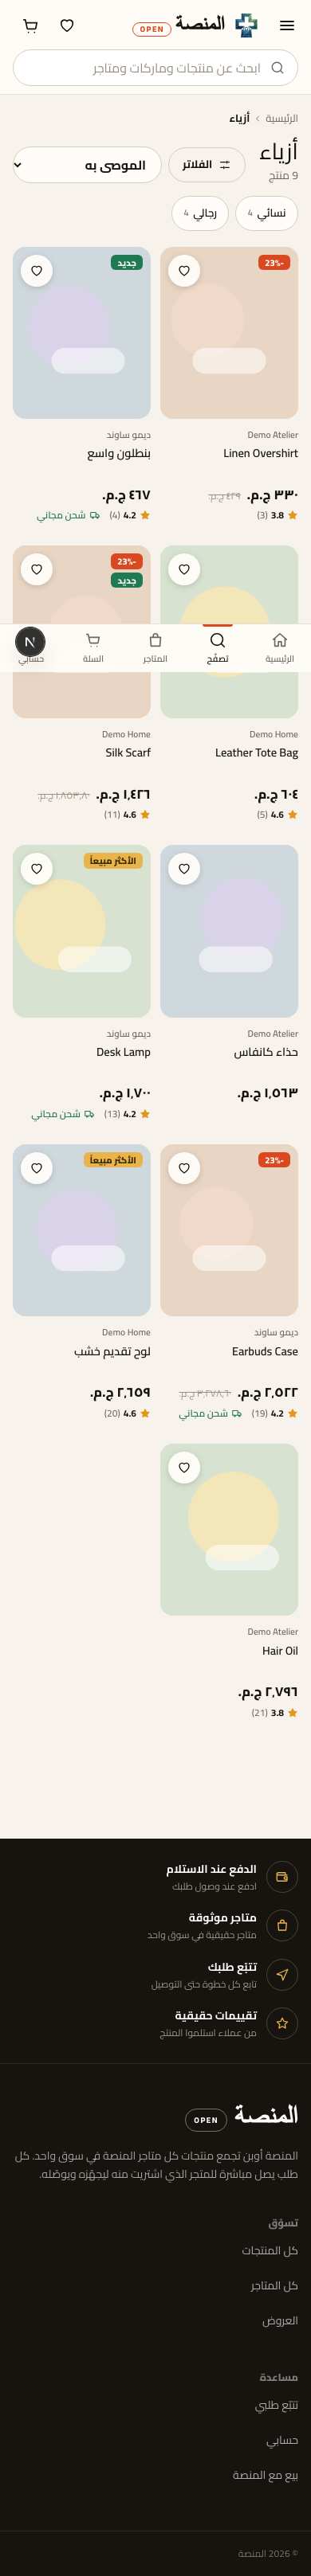 المنصة OPEN
ابحث عن منتجات وماركات ومتاجر
الرئيسية › أزياء
أزياء
9 منتج
الفلاتر
الموصى به
نسائي 4
رجالي 4
-23%
Demo Atelier
Linen Overshirt
٣٣٠ ج.م. ٤٢٩ ج.م.
3.8 (3)
جديد
ديمو ساوند
بنطلون واسع
٤٦٧ ج.م.
4.2 (4) شحن مجاني
-23%
جديد
الرئيسية
تصفّح
المتاجر
السلة
حسابي
N
Demo Home
Leather Tote Bag
٦٠٤ ج.م.
4.6 (5)
Demo Home
Silk Scarf
١٬٤٢٦ ج.م. ١٬٨٥٣٫٨٠ ج.م.
4.6 (11)
Demo Atelier
حذاء كانفاس
١٬٥٦٣ ج.م.
الأكثر مبيعاً
ديمو ساوند
Desk Lamp
١٬٧٠٠ ج.م.
4.2 (13) شحن مجاني
-23%
ديمو ساوند
Earbuds Case
٢٬٥٢٢ ج.م. ٣٬٢٧٨٫٦٠ ج.م.
4.2 (19) شحن مجاني
الأكثر مبيعاً
Demo Home
لوح تقديم خشب
٢٬٦٥٩ ج.م.
4.6 (20)
Demo Atelier
Hair Oil
٢٬٧٩٦ ج.م.
3.8 (21)
الدفع عند الاستلام
ادفع عند وصول طلبك
متاجر موثوقة
متاجر حقيقية في سوق واحد
تتبّع طلبك
تابع كل خطوة حتى التوصيل
تقييمات حقيقية
من عملاء استلموا المنتج
المنصة OPEN
المنصة أوبن تجمع منتجات كل متاجر المنصة في سوق واحد. كل
طلب يصل مباشرة للمتجر الذي اشتريت منه ليجهّزه ويوصّله.
تسوّق
كل المنتجات
كل المتاجر
العروض
مساعدة
تتبّع طلبي
حسابي
بيع مع المنصة
© 2026 المنصة